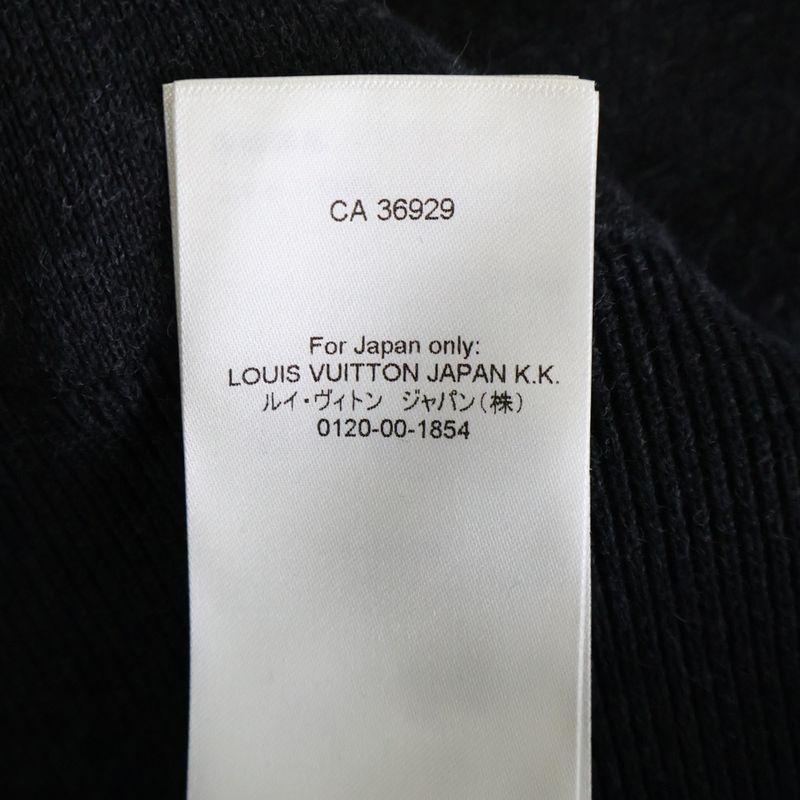 CA 36929
For Japan only:
LOUIS VUITTON JAPAN K.K.
ルイ・ヴィトン ジャパン(株)
0120-00-1854